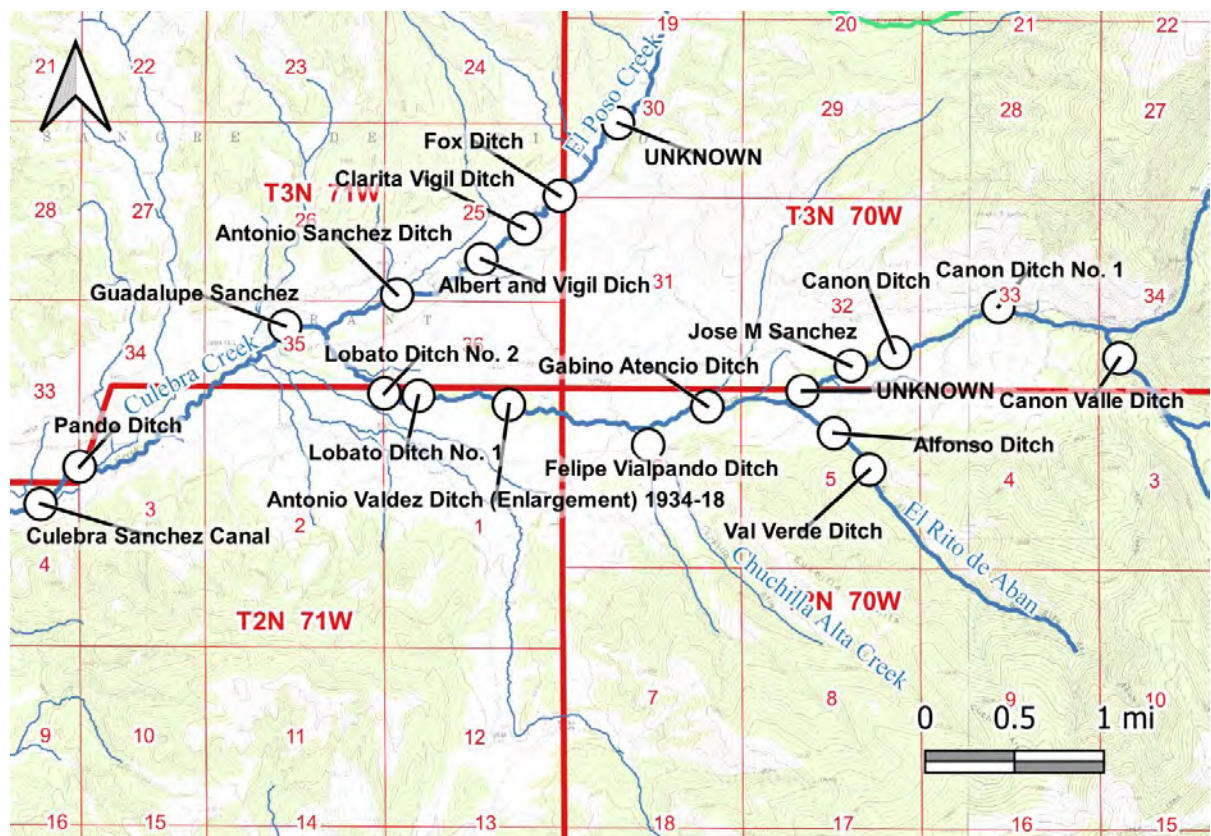 19
20
21
22
21
22
23
24
El Poso Creek
30
29
28
27
SANGRE DE
UNKNOWN
Fox Ditch
Clarita Vigil Ditch
T3N 71W
28
27
26
25
T3N 70W
Antonio Sanchez Ditch
Canon Ditch No. 1
Canon Ditch
Albert and Vigil Dich
31
32
33
34
Guadalupe Sanchez
GRANT
35
36
Jose M Sanchez
34
Lobato Ditch No. 2
Gabino Atencio Ditch
Culebra Creek
33
UNKNOWN
Canon Valle Ditch
Pando Ditch
Alfonso Ditch
Lobato Ditch No. 1
Felipe Vialpando Ditch
5
4
3
Antonio Valdez Ditch (Enlargement) 1934-18
3
2
1
Val Verde Ditch
Culebra Sanchez Canal
El Rito de Aban
4
Chuchilla Alta Creek
2N 70W
T2N 71W
7
8
9
10
0 0.5 1 mi
9
10
11
12
16
15
14
13
18
17
16
15